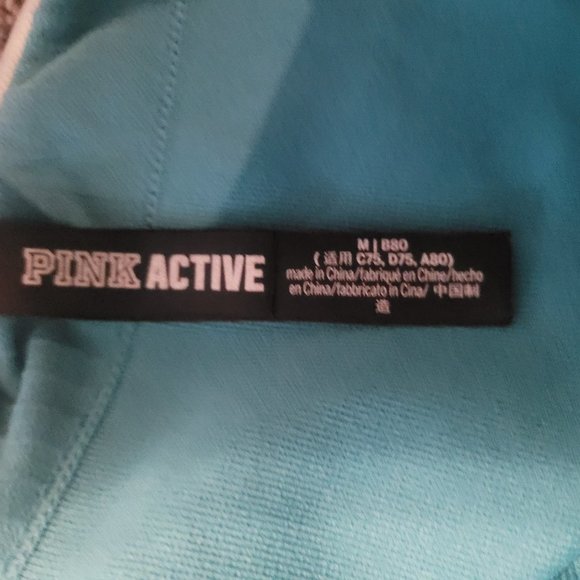 PINK ACTIVE
M | B80
( 适用 C75, D75, A80)
made in China/fabriqué en Chine/hecho
en China/fabbricato in Cina/ 中国制
造